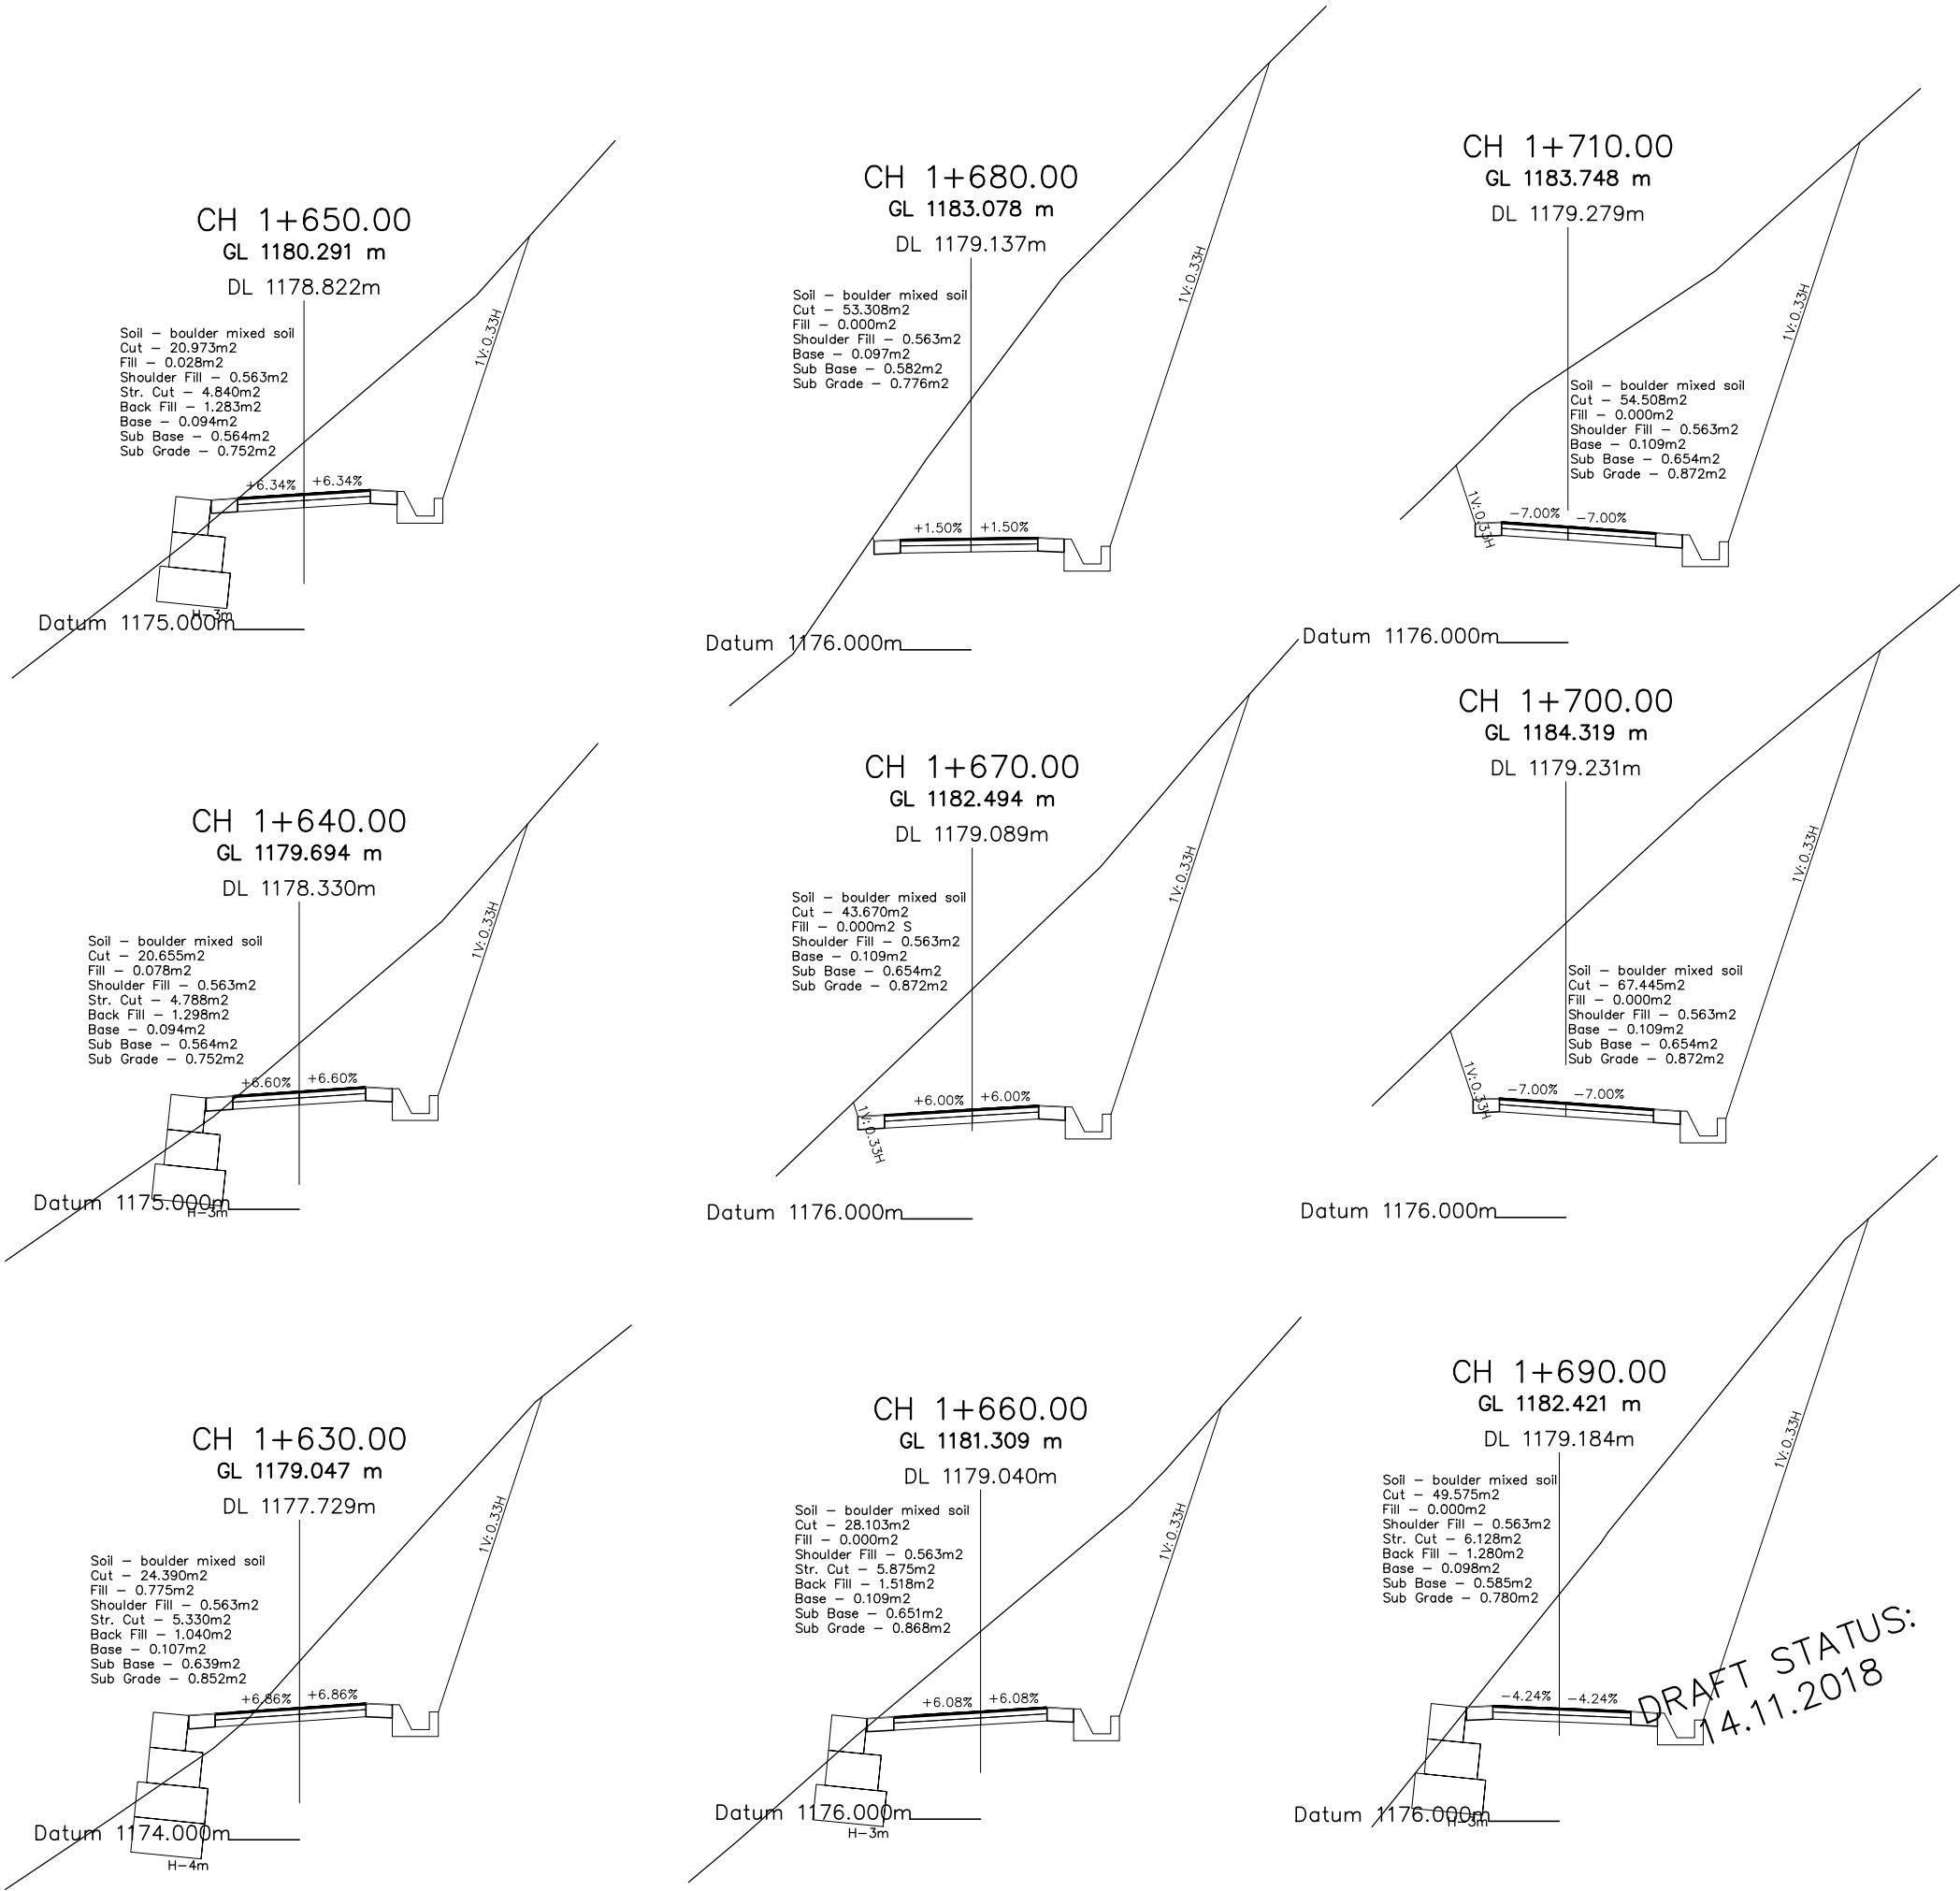 CH 1+650.00
GL 1180.291 m
DL 1178.822m
Soil – boulder mixed soil
Cut – 20.973m2
Fill – 0.028m2
Shoulder Fill – 0.563m2
Str. Cut – 4.840m2
Back Fill – 1.283m2
Base – 0.094m2
Sub Base – 0.564m2
Sub Grade – 0.752m2
+6.34% +6.34%
1V:0.33H
H–3m
Datum 1175.000m
CH 1+680.00
GL 1183.078 m
DL 1179.137m
Soil – boulder mixed soil
Cut – 53.308m2
Fill – 0.000m2
Shoulder Fill – 0.563m2
Base – 0.097m2
Sub Base – 0.582m2
Sub Grade – 0.776m2
+1.50% +1.50%
1V:0.33H
Datum 1176.000m
CH 1+710.00
GL 1183.748 m
DL 1179.279m
Soil – boulder mixed soil
Cut – 54.508m2
Fill – 0.000m2
Shoulder Fill – 0.563m2
Base – 0.109m2
Sub Base – 0.654m2
Sub Grade – 0.872m2
–7.00% –7.00%
1V:0.33H
1V:0.33H
Datum 1176.000m
CH 1+640.00
GL 1179.694 m
DL 1178.330m
Soil – boulder mixed soil
Cut – 20.655m2
Fill – 0.078m2
Shoulder Fill – 0.563m2
Str. Cut – 4.788m2
Back Fill – 1.298m2
Base – 0.094m2
Sub Base – 0.564m2
Sub Grade – 0.752m2
+6.60% +6.60%
1V:0.33H
Datum 1175.000m
H–3m
CH 1+670.00
GL 1182.494 m
DL 1179.089m
Soil – boulder mixed soil
Cut – 43.670m2
Fill – 0.000m2 S
Shoulder Fill – 0.563m2
Base – 0.109m2
Sub Base – 0.654m2
Sub Grade – 0.872m2
+6.00% +6.00%
1V:0.33H
1V:0.33H
Datum 1176.000m
CH 1+700.00
GL 1184.319 m
DL 1179.231m
Soil – boulder mixed soil
Cut – 67.445m2
Fill – 0.000m2
Shoulder Fill – 0.563m2
Base – 0.109m2
Sub Base – 0.654m2
Sub Grade – 0.872m2
–7.00% –7.00%
1V:0.33H
1V:0.33H
Datum 1176.000m
CH 1+630.00
GL 1179.047 m
DL 1177.729m
Soil – boulder mixed soil
Cut – 24.390m2
Fill – 0.775m2
Shoulder Fill – 0.563m2
Str. Cut – 5.330m2
Back Fill – 1.040m2
Base – 0.107m2
Sub Base – 0.639m2
Sub Grade – 0.852m2
+6.86% +6.86%
1V:0.33H
Datum 1174.000m
H–4m
CH 1+660.00
GL 1181.309 m
DL 1179.040m
Soil – boulder mixed soil
Cut – 28.103m2
Fill – 0.000m2
Shoulder Fill – 0.563m2
Str. Cut – 5.875m2
Back Fill – 1.518m2
Base – 0.109m2
Sub Base – 0.651m2
Sub Grade – 0.868m2
+6.08% +6.08%
1V:0.33H
Datum 1176.000m
H–3m
CH 1+690.00
GL 1182.421 m
DL 1179.184m
Soil – boulder mixed soil
Cut – 49.575m2
Fill – 0.000m2
Shoulder Fill – 0.563m2
Str. Cut – 6.128m2
Back Fill – 1.280m2
Base – 0.098m2
Sub Base – 0.585m2
Sub Grade – 0.780m2
–4.24% –4.24%
1V:0.33H
Datum 1176.000m
H–3m
DRAFT STATUS:
14.11.2018